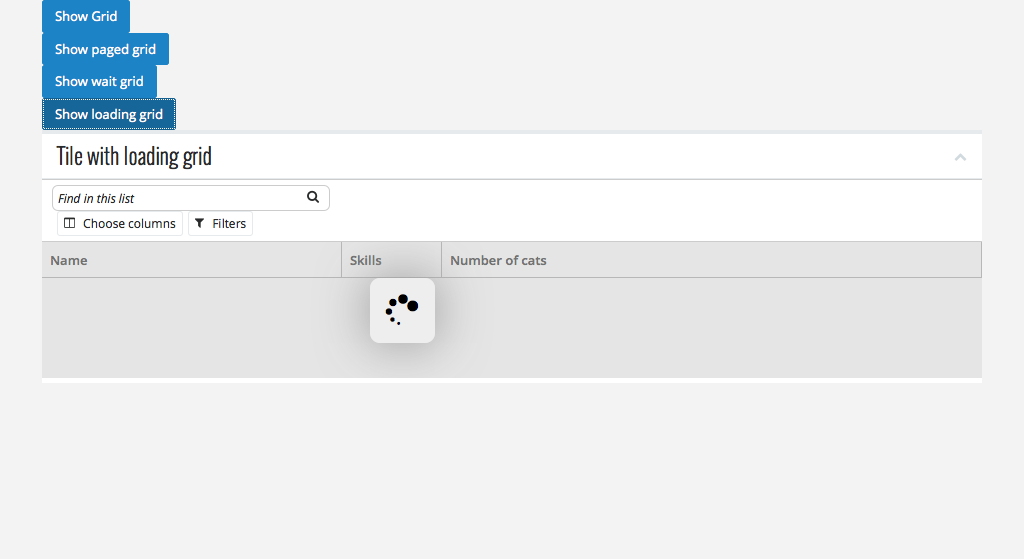 Show Grid
Show paged grid
Show wait grid
Show loading grid
Tile with loading grid
Find in this list
Choose columns Filters
Name Skills Number of cats